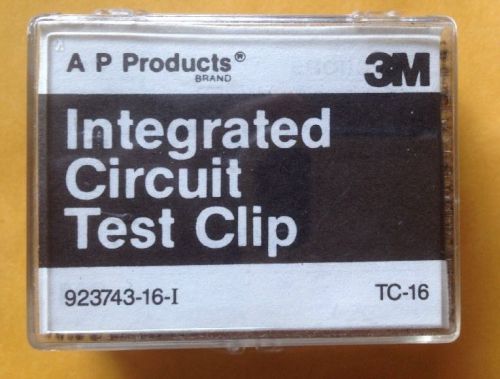 A P Products®
BRAND
3M
Integrated
Circuit
Test Clip
923743-16-I
TC-16